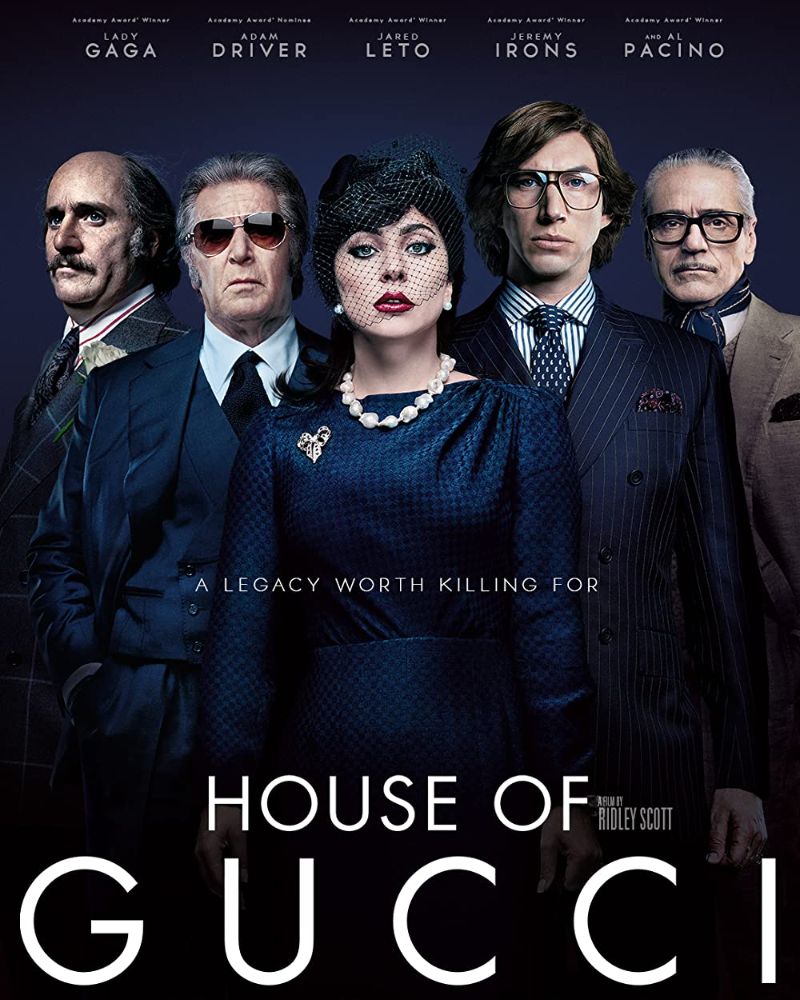 Academy Award® Winner Academy Award® Nominee Academy Award® Winner Academy Award® Winner Academy Award® Winner
LADY ADAM JARED JEREMY AND AL
GAGA DRIVER LETO IRONS PACINO
A LEGACY WORTH KILLING FOR
HOUSE OF
A FILM BY
RIDLEY SCOTT
GUCCI